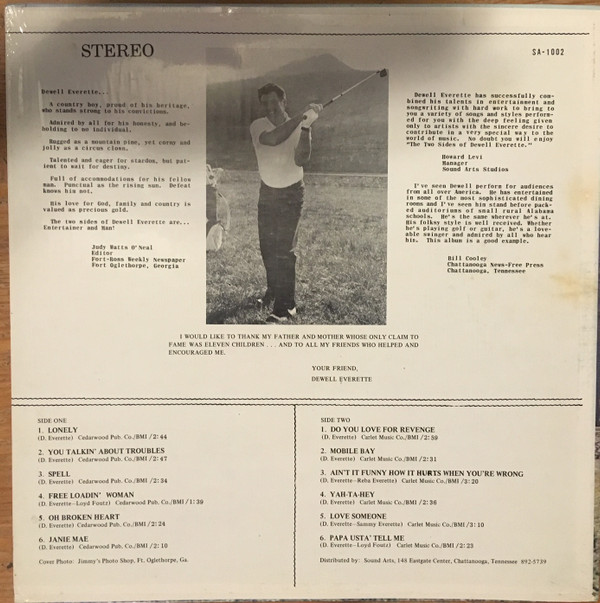 STEREO
SA-1002
Dewell Everette...
A country boy, proud of his heritage,
who stands strong to his convictions.
Admired by all for his honesty, and be-
holding to no individual.
Rugged as a mountain pine, yet corny and
jolly as a circus clown.
Talented and eager for stardom, but pat-
ient to wait for destiny.
Full of accommodations for his fellow
man. Punctual as the rising sun. Defeat
knows him not.
His love for God, family and country is
valued as precious gold.
The two sides of Dewell Everette are...
Entertainer and Man!
Judy Watts O'Neal
Editor
Fort-Ross Weekly Newspaper
Fort Oglethorpe, Georgia
Dewell Everette has successfully com-
bined his talents in entertainment and
songwriting with hard work to bring to
you a variety of songs and styles perform-
ed for you with the deep feeling given
only to artists with the sincere desire to
contribute in a very special way to the
world of music. No doubt you will enjoy
"The Two Sides of Dewell Everette."
Howard Levi
Manager
Sound Arts Studios
I've seen Dewell perform for audiences
from all over America. He has entertained
in some of the most sophisticated dining
rooms and I've seen him stand before pack-
ed auditoriums of small rural Alabama
schools. He's the same wherever he's at.
His folksy style is well received. Whether
he's playing golf or guitar, he's a love-
able swinger and admired by all who hear
him. This album is a good example.
Bill Cooley
Chattanooga News-Free Press
Chattanooga, Tennessee
I WOULD LIKE TO THANK MY FATHER AND MOTHER WHOSE ONLY CLAIM TO
FAME WAS ELEVEN CHILDREN . . . AND TO ALL MY FRIENDS WHO HELPED AND
ENCOURAGED ME.
YOUR FRIEND,
DEWELL EVERETTE
SIDE ONE
1. LONELY
(D. Everette) Cedarwood Pub. Co./BMI /2:44
2. YOU TALKIN' ABOUT TROUBLES
(D. Everette) Cedarwood Pub. Co./BMI /2:47
3. SPELL
(D. Everette) Cedarwood Pub. Co./BMI /2:34
4. FREE LOADIN' WOMAN
(D. Everette—Loyd Foutz) Cedarwood Pub. Co./BMI /1:39
5. OH BROKEN HEART
(D. Everette) Cedarwood Pub. Co./BMI /2:24
6. JANIE MAE
(D. Everette) Cedarwood Pub. Co./BMI /2:10
Cover Photo: Jimmy's Photo Shop, Ft. Oglethorpe, Ga.
SIDE TWO
1. DO YOU LOVE FOR REVENGE
(D. Everette) Carlet Music Co./BMI /2:59
2. MOBILE BAY
(D. Everette) Carlet Music Co./BMI /2:31
3. AIN'T IT FUNNY HOW IT HURTS WHEN YOU'RE WRONG
(D. Everette—Reba Everette) Carlet Music Co./BMI /3:20
4. YAH-TA-HEY
(D. Everette) Carlet Music Co./BMI /2:36
5. LOVE SOMEONE
(D. Everette—Sammy Everette) Carlet Music Co./BMI /3:10
6. PAPA USTA' TELL ME
(D. Everette—Loyd Foutz) Carlet Music Co./BMI /2:23
Distributed by: Sound Arts, 148 Eastgate Center, Chattanooga, Tennessee 892-5739